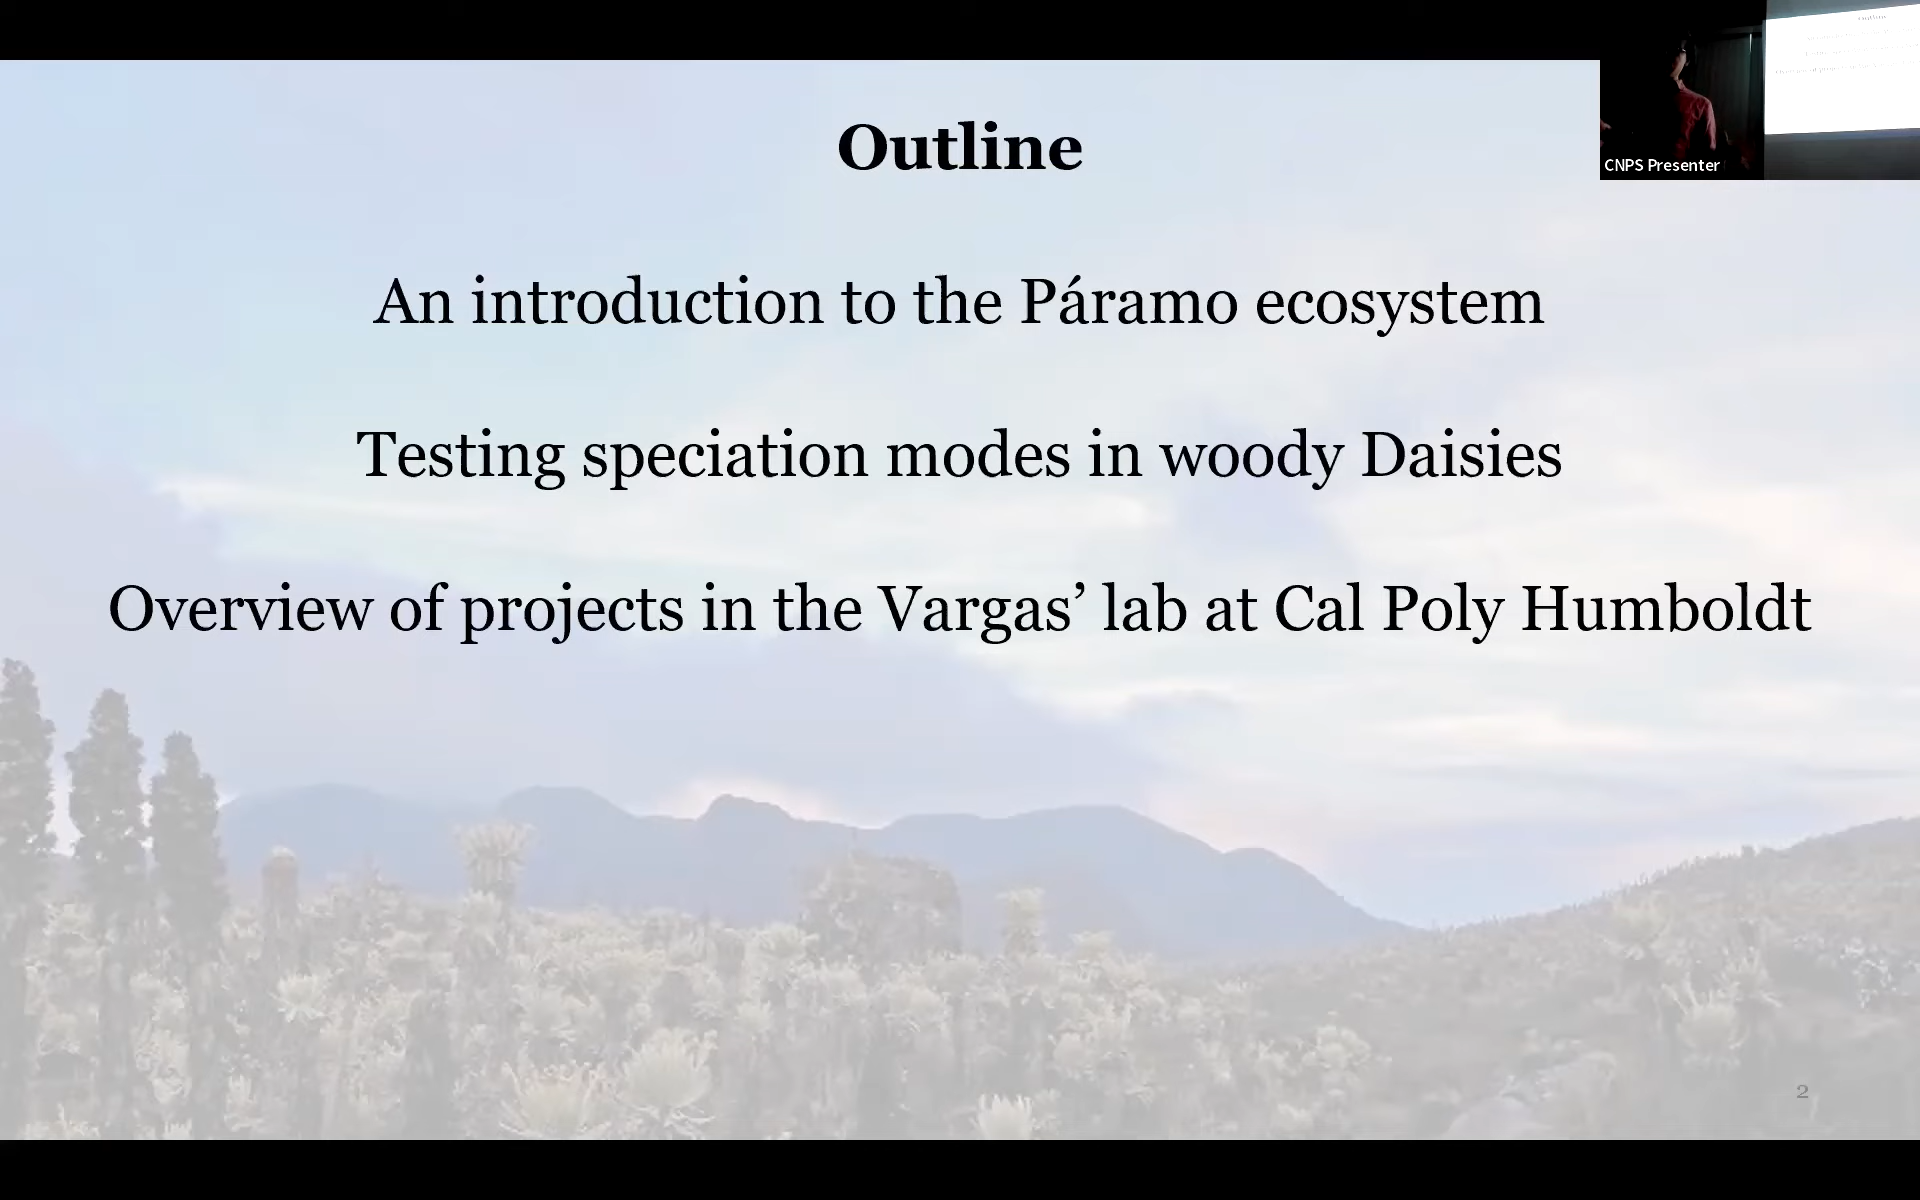 Outline
CNPS Presenter
An introduction to the Páramo ecosystem
Testing speciation modes in woody Daisies
Overview of projects in the Vargas’ lab at Cal Poly Humboldt
2